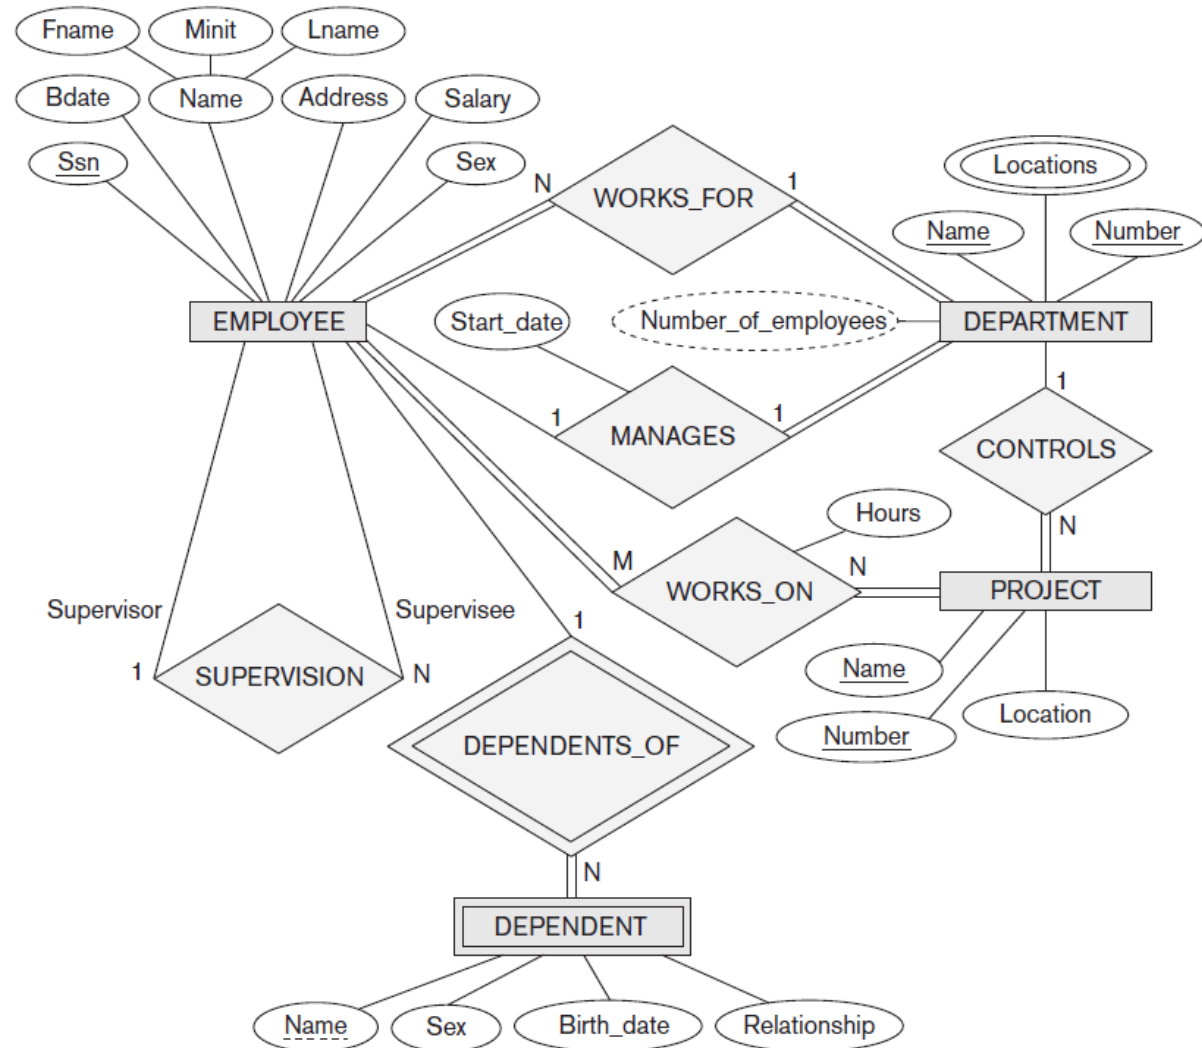 Fname
Minit
Lname
Bdate
Name
Address
Salary
Ssn
Sex
N
WORKS_FOR
1
Locations
Name
Number
EMPLOYEE
Start_date
Number_of_employees
DEPARTMENT
1
MANAGES
1
1
CONTROLS
N
Hours
M
WORKS_ON
N
PROJECT
Supervisor
Supervisee
1
SUPERVISION
N
1
Name
Number
Location
DEPENDENTS_OF
N
DEPENDENT
Name
Sex
Birth_date
Relationship